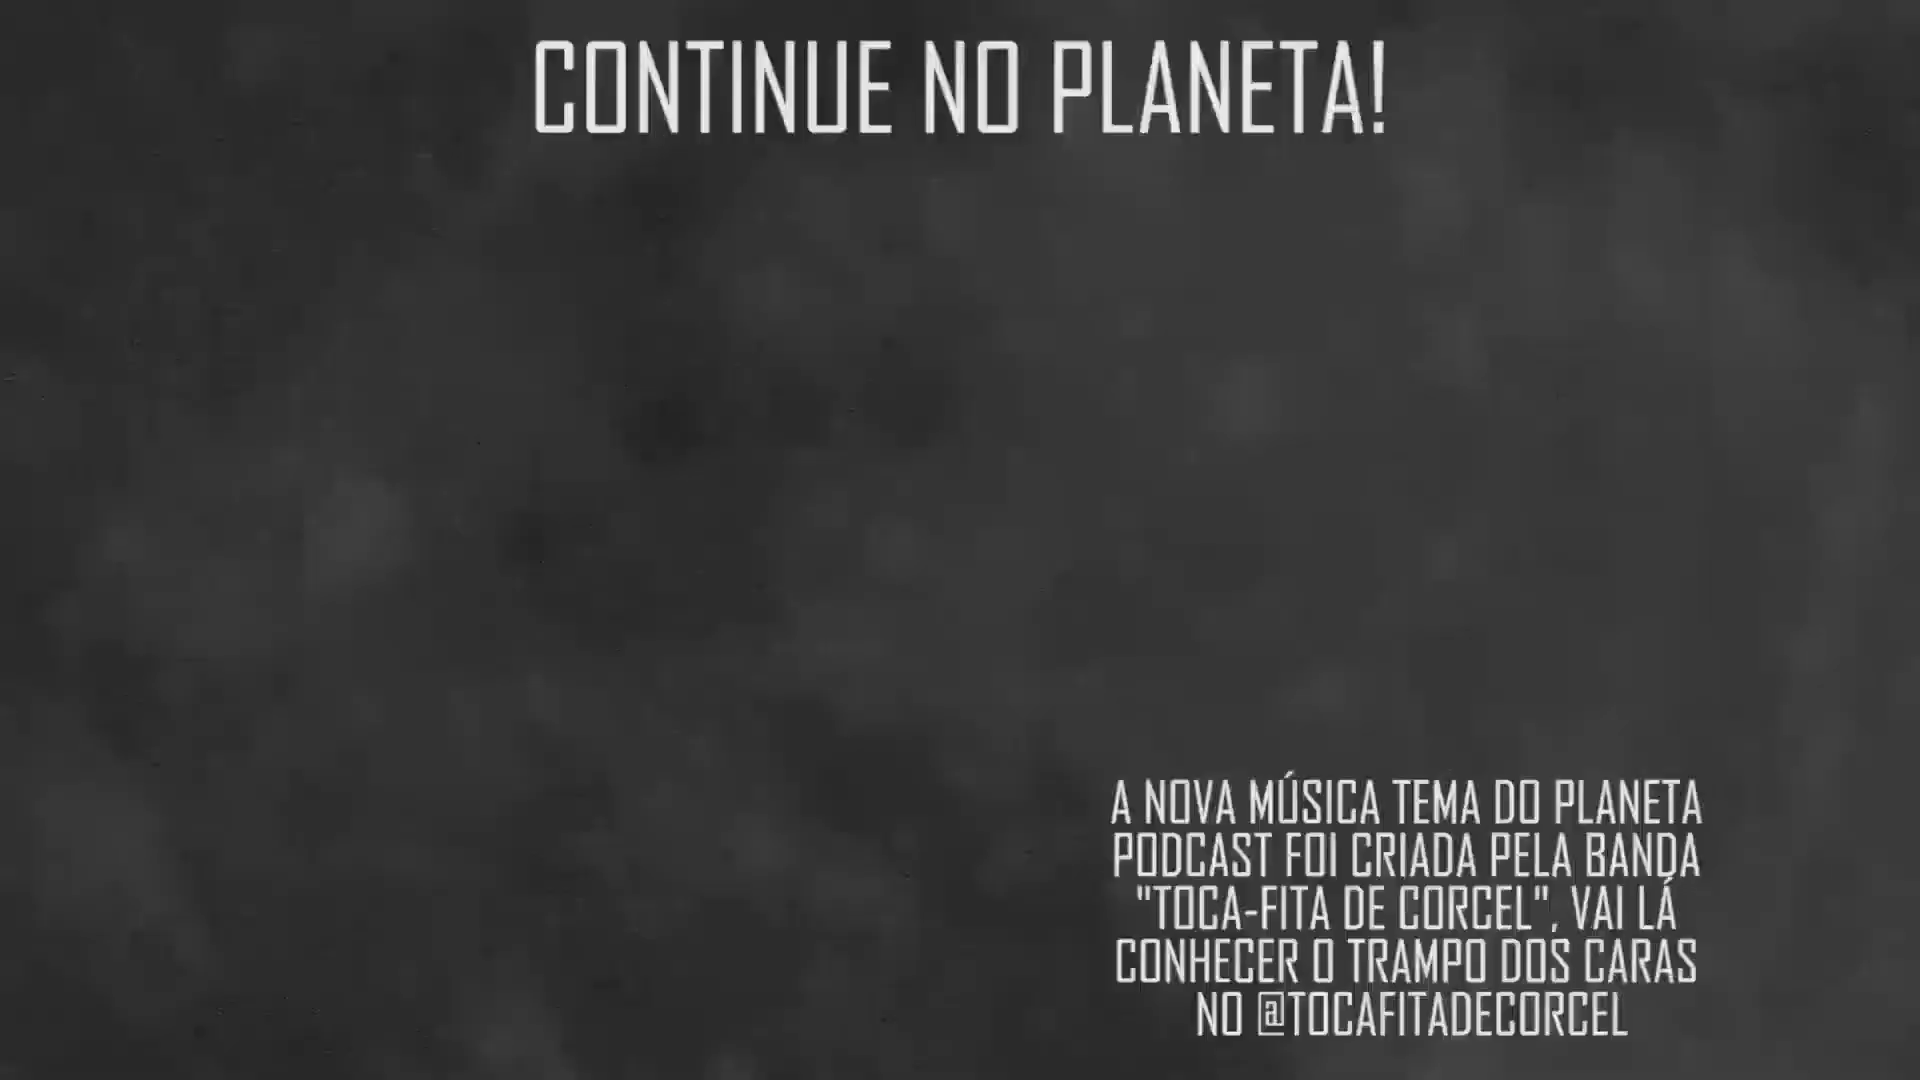 CONTINUE NO PLANETA!
A NOVA MÚSICA TEMA DO PLANETA
PODCAST FOI CRIADA PELA BANDA
"TOCA-FITA DE CORCEL", VAI LÁ
CONHECER O TRAMPO DOS CARAS
NO @TOCAFITADECORCEL